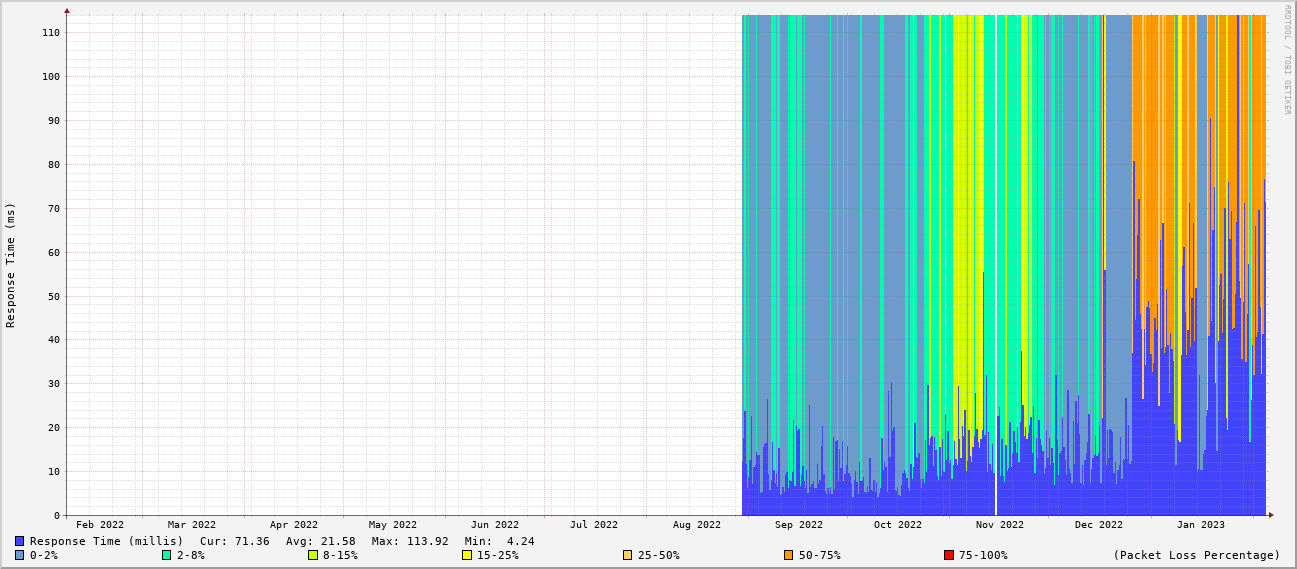 RRDTOOL / TOBI OETIKER
Response Time (ms)
110
100
90
80
70
60
50
40
30
20
10
0
Feb 2022 Mar 2022 Apr 2022 May 2022 Jun 2022 Jul 2022 Aug 2022 Sep 2022 Oct 2022 Nov 2022 Dec 2022 Jan 2023
Response Time (millis) Cur: 71.36 Avg: 21.58 Max: 113.92 Min: 4.24
0-2% 2-8% 8-15% 15-25% 25-50% 50-75% 75-100% (Packet Loss Percentage)